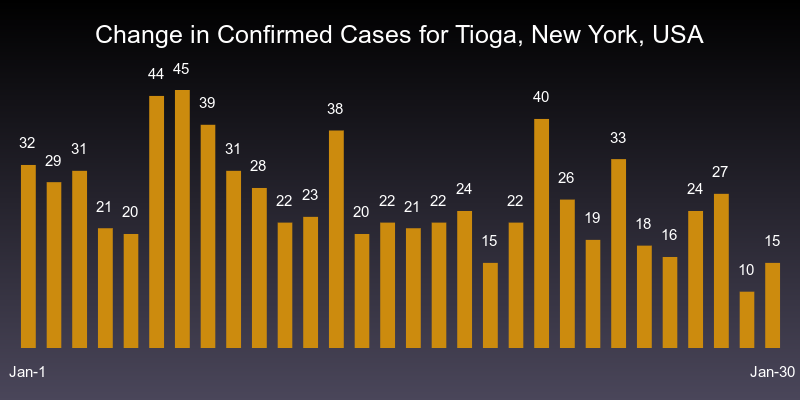 Change in Confirmed Cases for Tioga, New York, USA
32 29 31 21 20 44 45 39 31 28 22 23 38 20 22 21 22 24 15 22 40 26 19 33 18 16 24 27 10 15
Jan-1 Jan-30